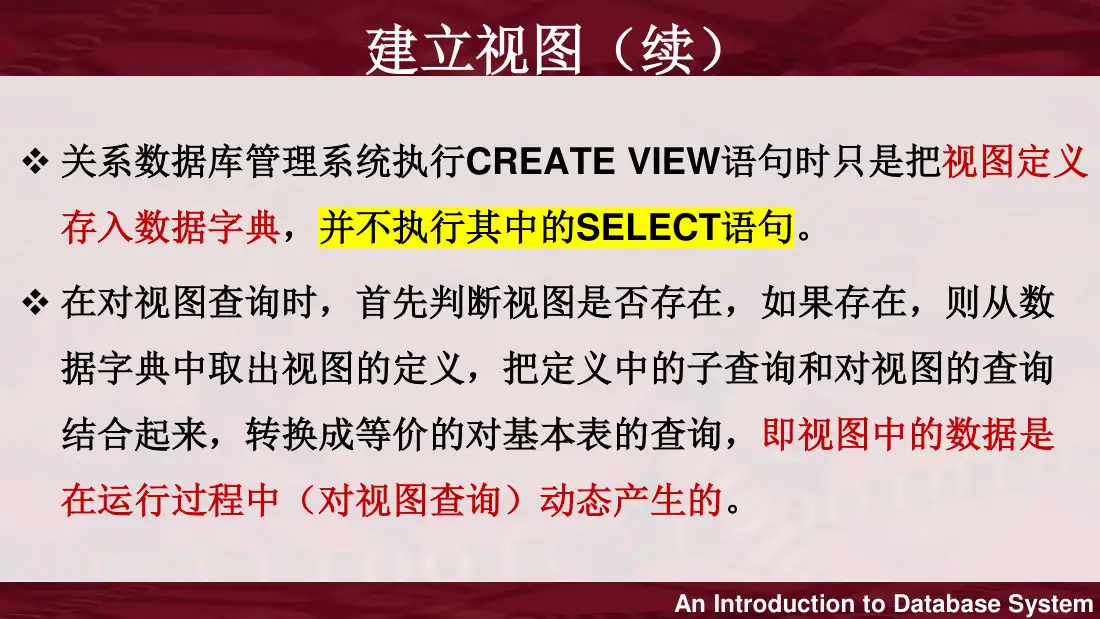 建立视图（续）
❖ 关系数据库管理系统执行CREATE VIEW语句时只是把视图定义
存入数据字典，并不执行其中的SELECT语句。
❖ 在对视图查询时，首先判断视图是否存在，如果存在，则从数
据字典中取出视图的定义，把定义中的子查询和对视图的查询
结合起来，转换成等价的对基本表的查询，即视图中的数据是
在运行过程中（对视图查询）动态产生的。
An Introduction to Database System